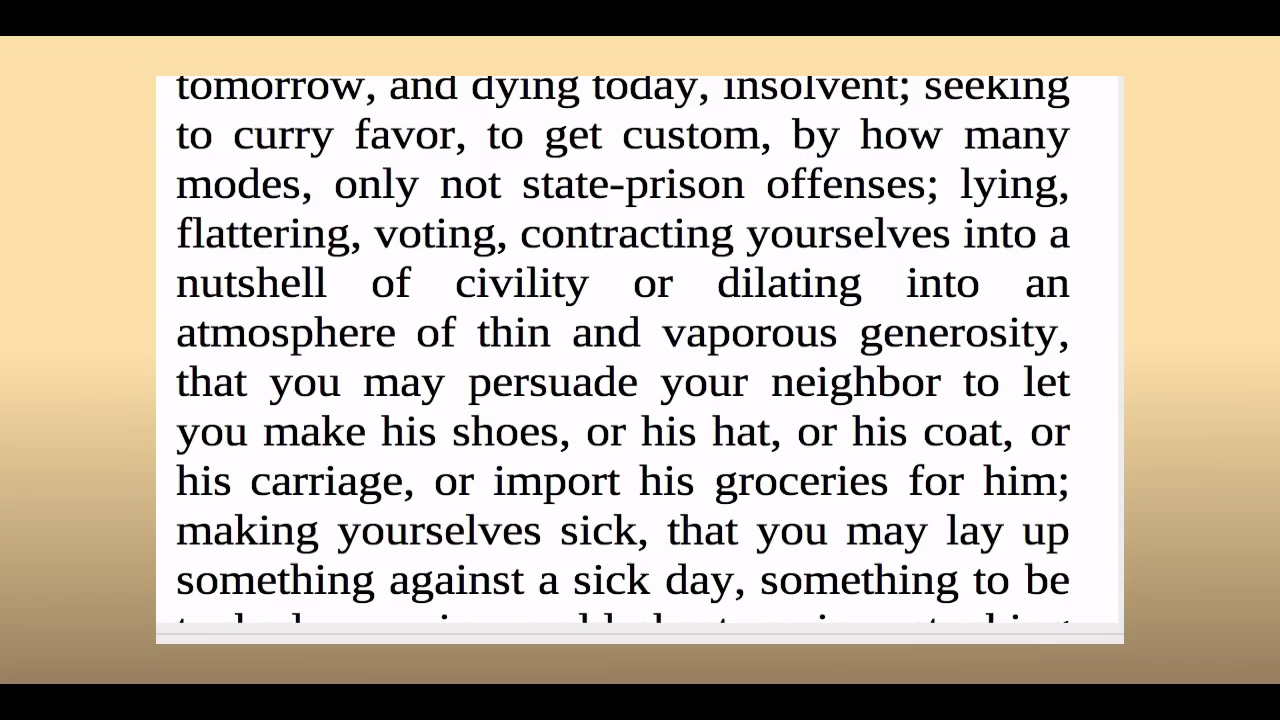 tomorrow, and dying today, insolvent; seeking
to curry favor, to get custom, by how many
modes, only not state-prison offenses; lying,
flattering, voting, contracting yourselves into a
nutshell of civility or dilating into an
atmosphere of thin and vaporous generosity,
that you may persuade your neighbor to let
you make his shoes, or his hat, or his coat, or
his carriage, or import his groceries for him;
making yourselves sick, that you may lay up
something against a sick day, something to be